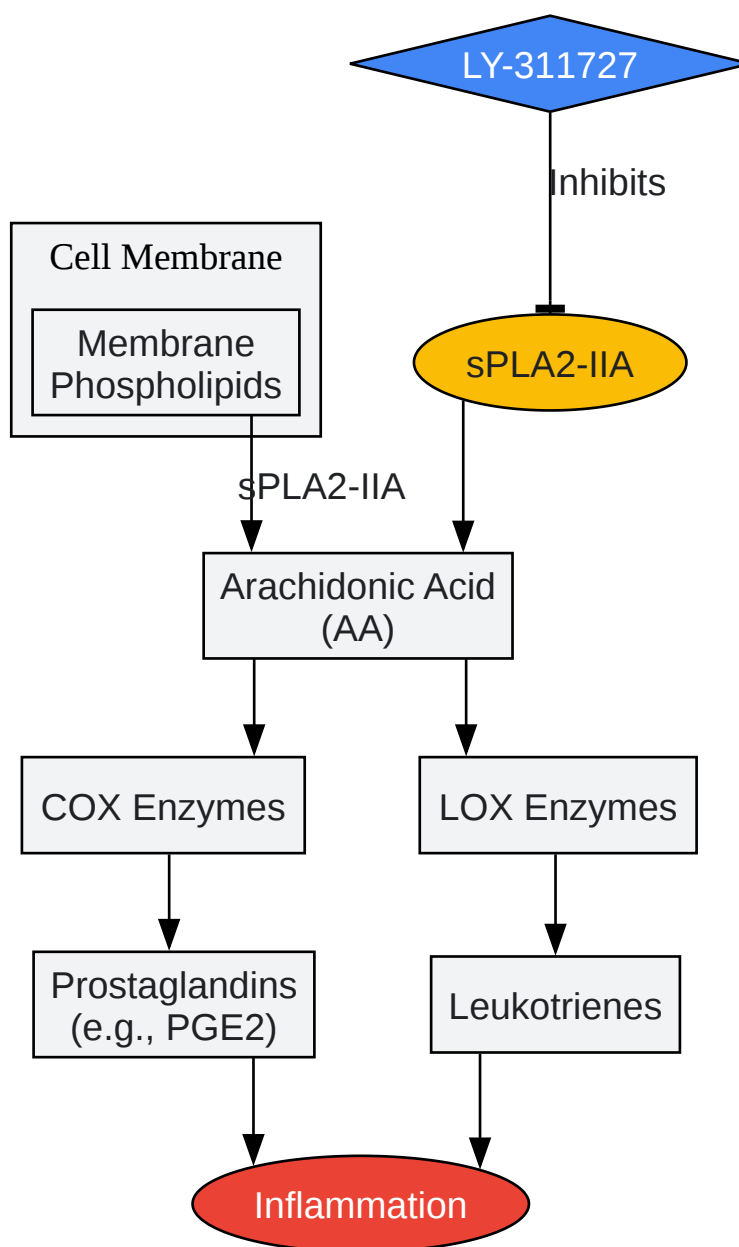 LY-311727
Inhibits
Cell Membrane
Membrane
Phospholipids
sPLA2-IIA
sPLA2-IIA
Arachidonic Acid
(AA)
COX Enzymes
LOX Enzymes
Prostaglandins
(e.g., PGE2)
Leukotrienes
Inflammation